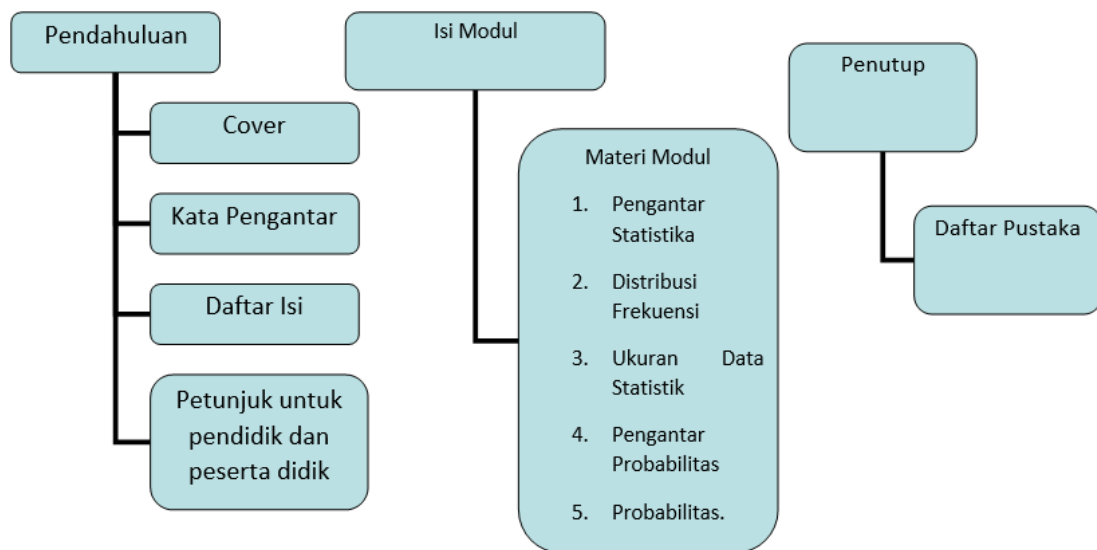 Pendahuluan
Cover
Kata Pengantar
Daftar Isi
Petunjuk untuk
pendidik dan
peserta didik
Isi Modul
Materi Modul
1. Pengantar
Statistika
2. Distribusi
Frekuensi
3. Ukuran Data
Statistik
4. Pengantar
Probabilitas
5. Probabilitas.
Penutup
Daftar Pustaka